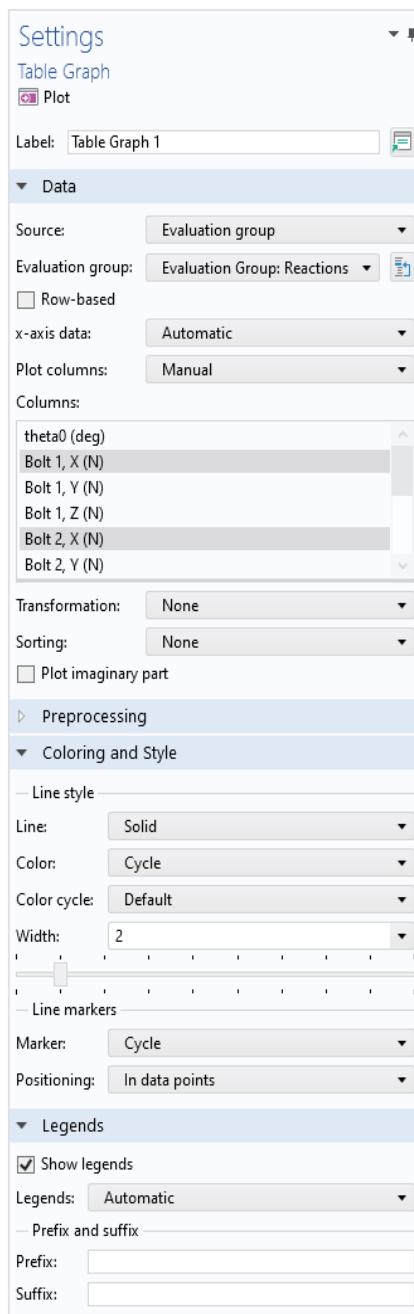 Settings
Table Graph
Plot
Label: Table Graph 1
Data
Source: Evaluation group
Evaluation group: Evaluation Group: Reactions
Row-based
x-axis data: Automatic
Plot columns: Manual
Columns:
theta0 (deg)
Bolt 1, X (N)
Bolt 1, Y (N)
Bolt 1, Z (N)
Bolt 2, X (N)
Bolt 2, Y (N)
Transformation: None
Sorting: None
Plot imaginary part
Preprocessing
Coloring and Style
Line style
Line: Solid
Color: Cycle
Color cycle: Default
Width: 2
Line markers
Marker: Cycle
Positioning: In data points
Legends
Show legends
Legends: Automatic
Prefix and suffix
Prefix:
Suffix: